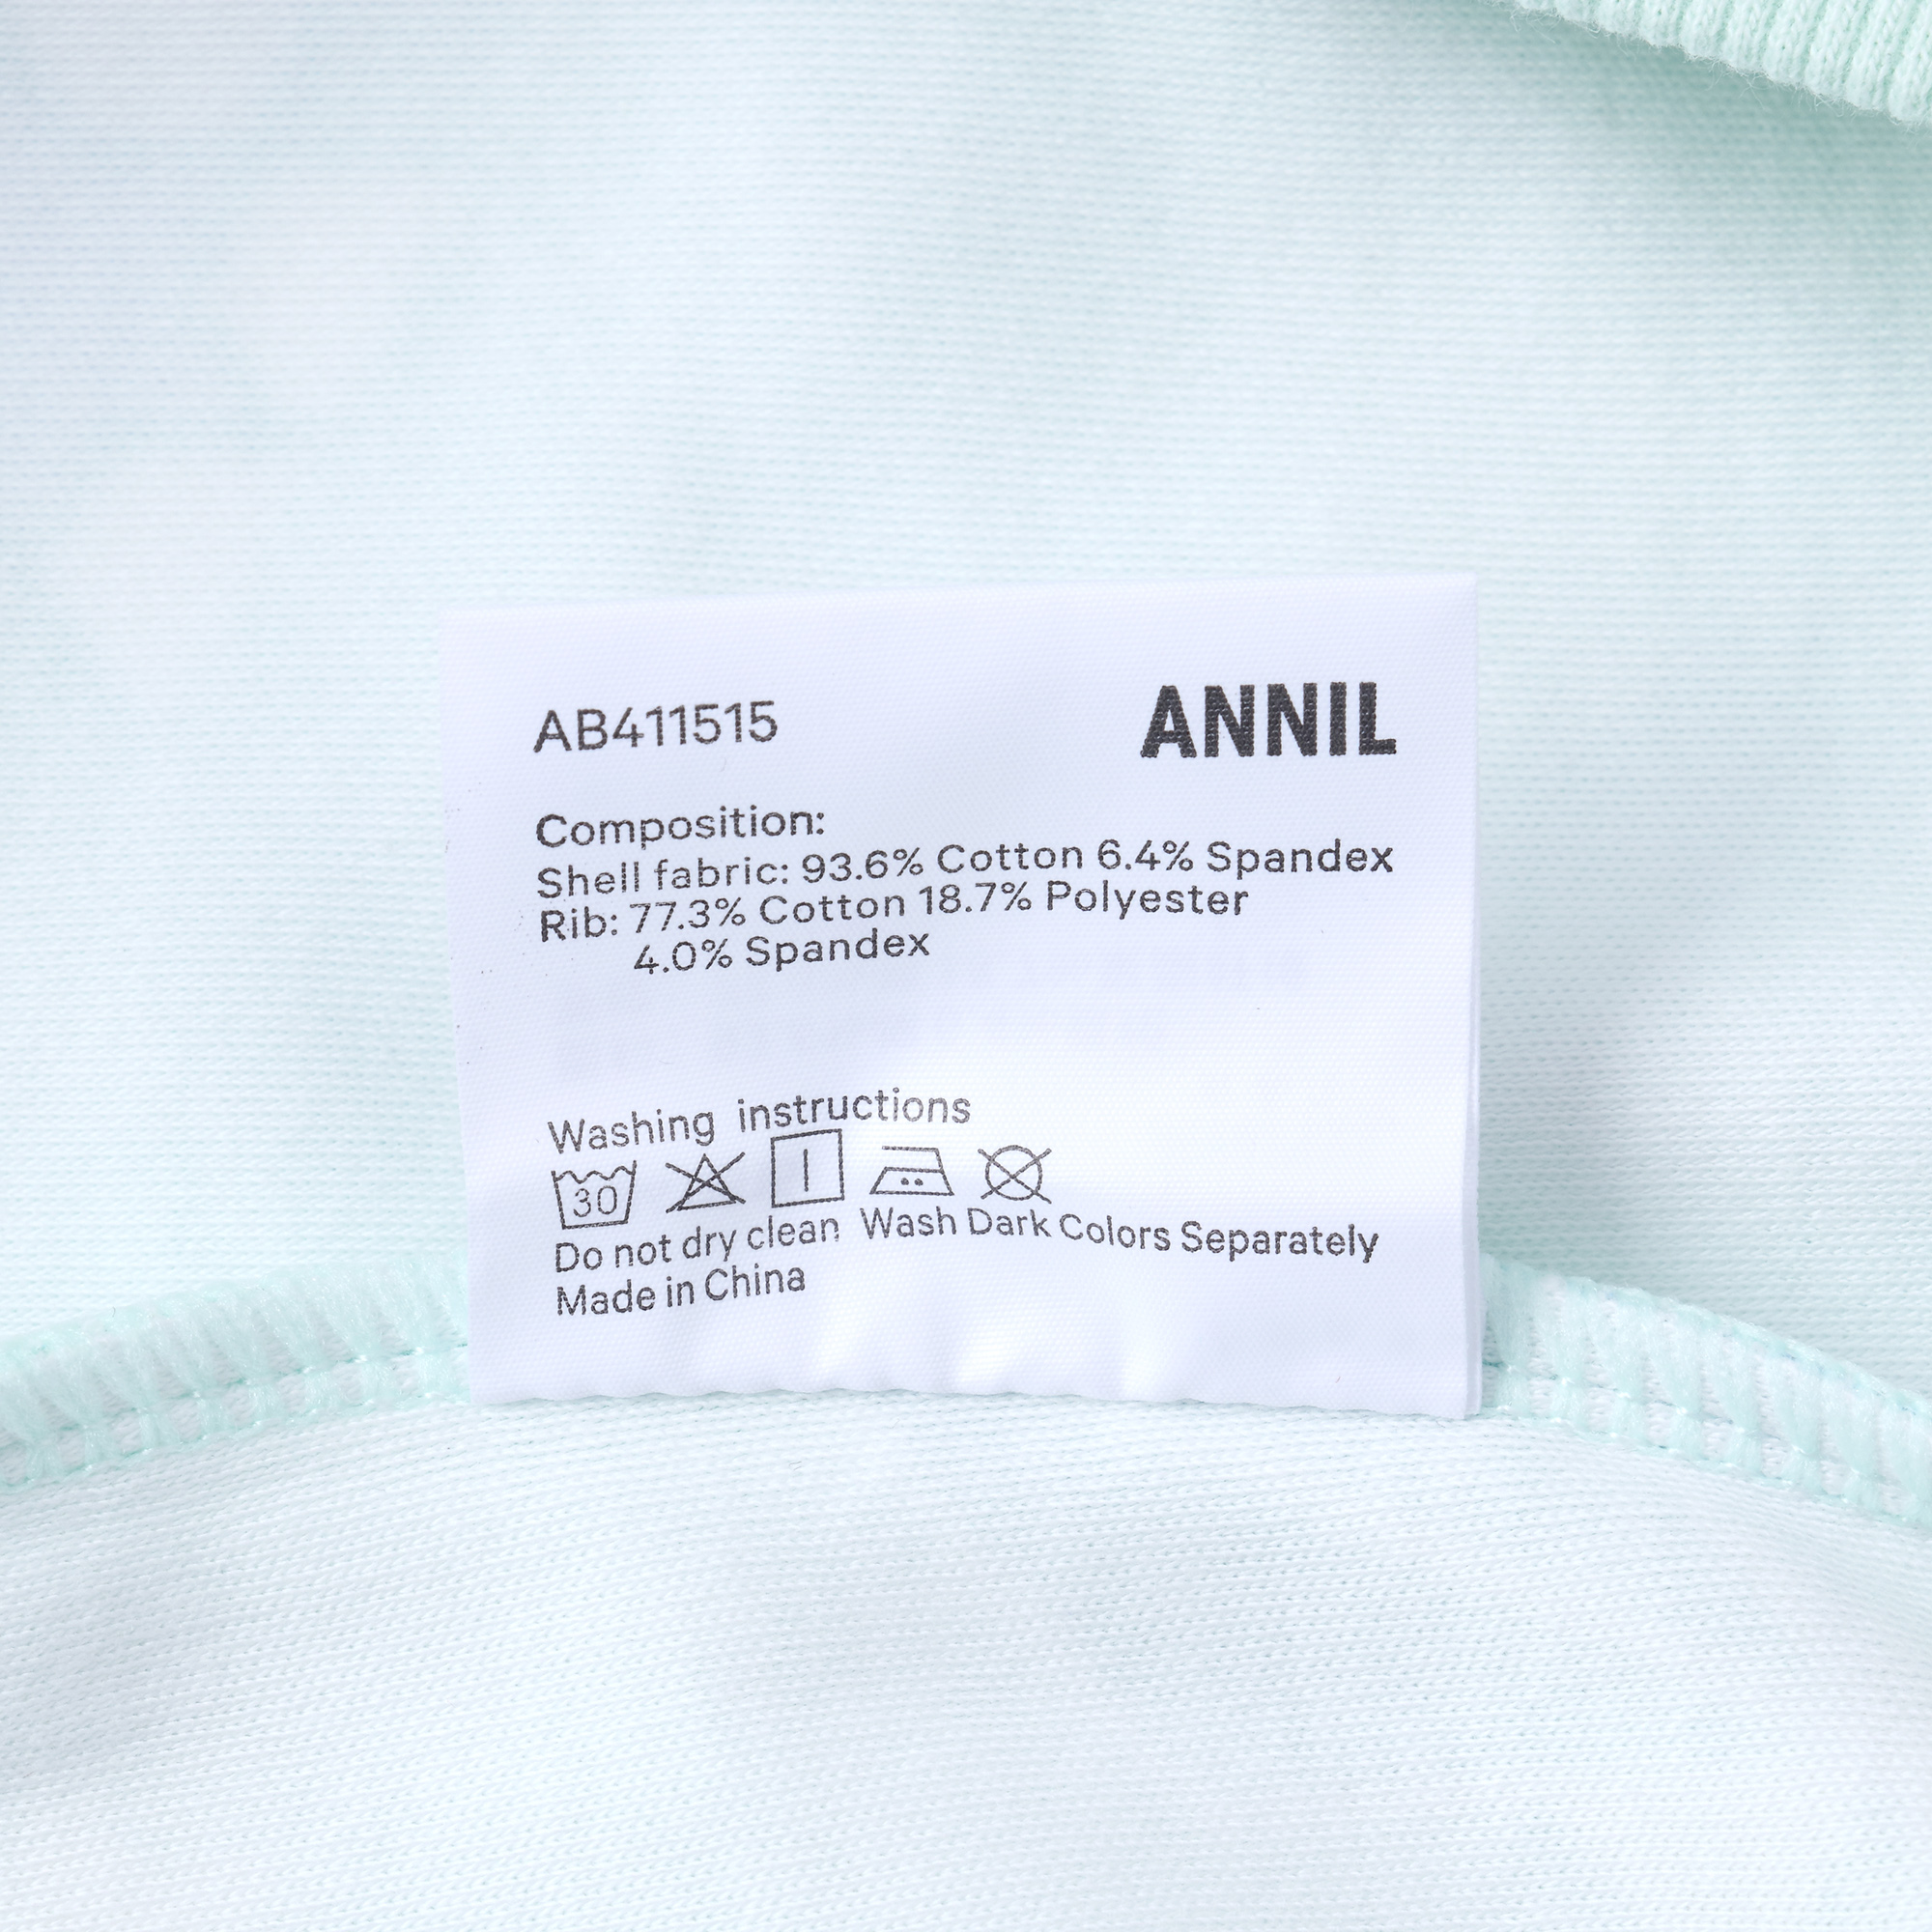 AB411515 ANNIL
Composition:
Shell fabric: 93.6% Cotton 6.4% Spandex
Rib: 77.3% Cotton 18.7% Polyester
4.0% Spandex
Washing instructions
30
Do not dry clean Wash Dark Colors Separately
Made in China